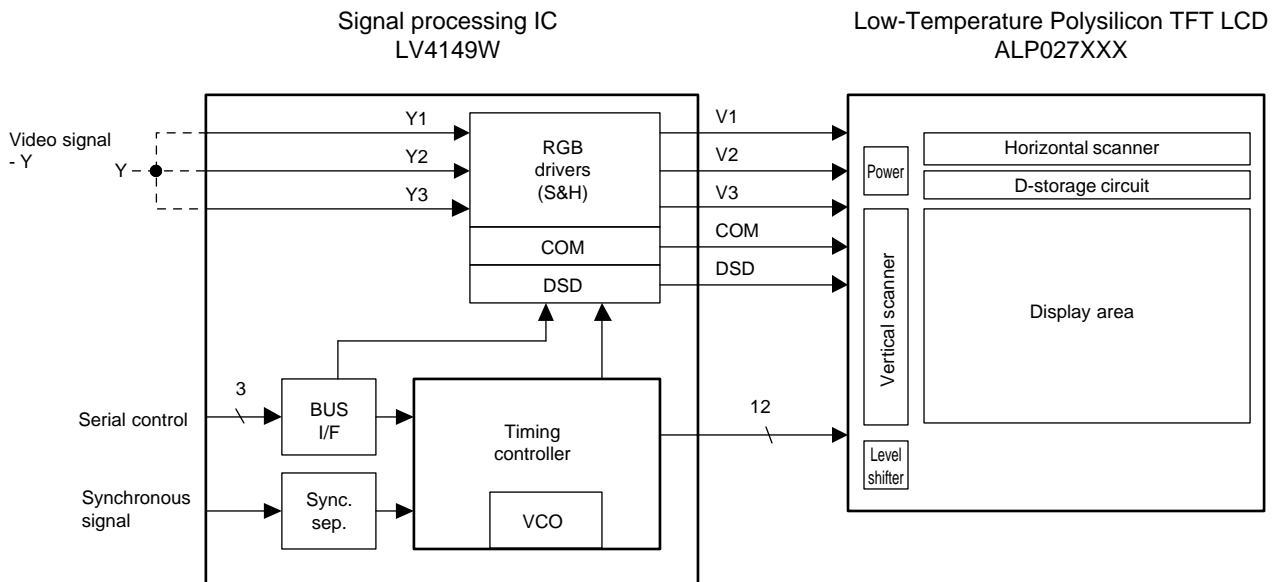 Signal processing IC
LV4149W
Low-Temperature Polysilicon TFT LCD
ALP027XXX
Video signal
- Y
Y
Y1
Y2
Y3
RGB
drivers
(S&H)
COM
DSD
V1
V2
V3
COM
DSD
Power
Horizontal scanner
D-storage circuit
Vertical scanner
Display area
Level
shifter
Serial control
3
BUS
I/F
Timing
controller
VCO
12
Synchronous
signal
Sync.
sep.